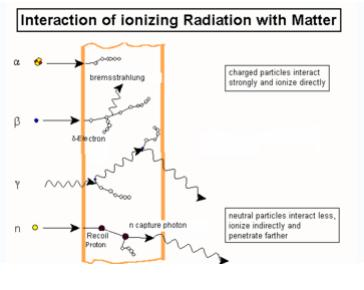 Interaction of ionizing Radiation with Matter
α
bremsstrahlung
charged particles interact
strongly and ionize directly
β
δ-Electron
γ
n
Recoil
Proton
n capture photon
neutral particles interact less,
ionize indirectly and
penetrate farther